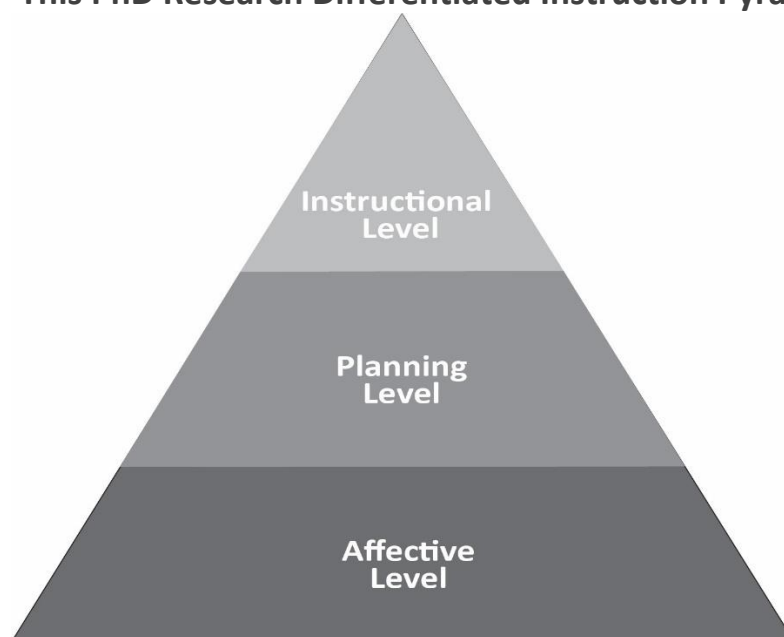 This PhD Research Differentiated Instruction
Instructional
Level
Planning
Level
Affective
Level